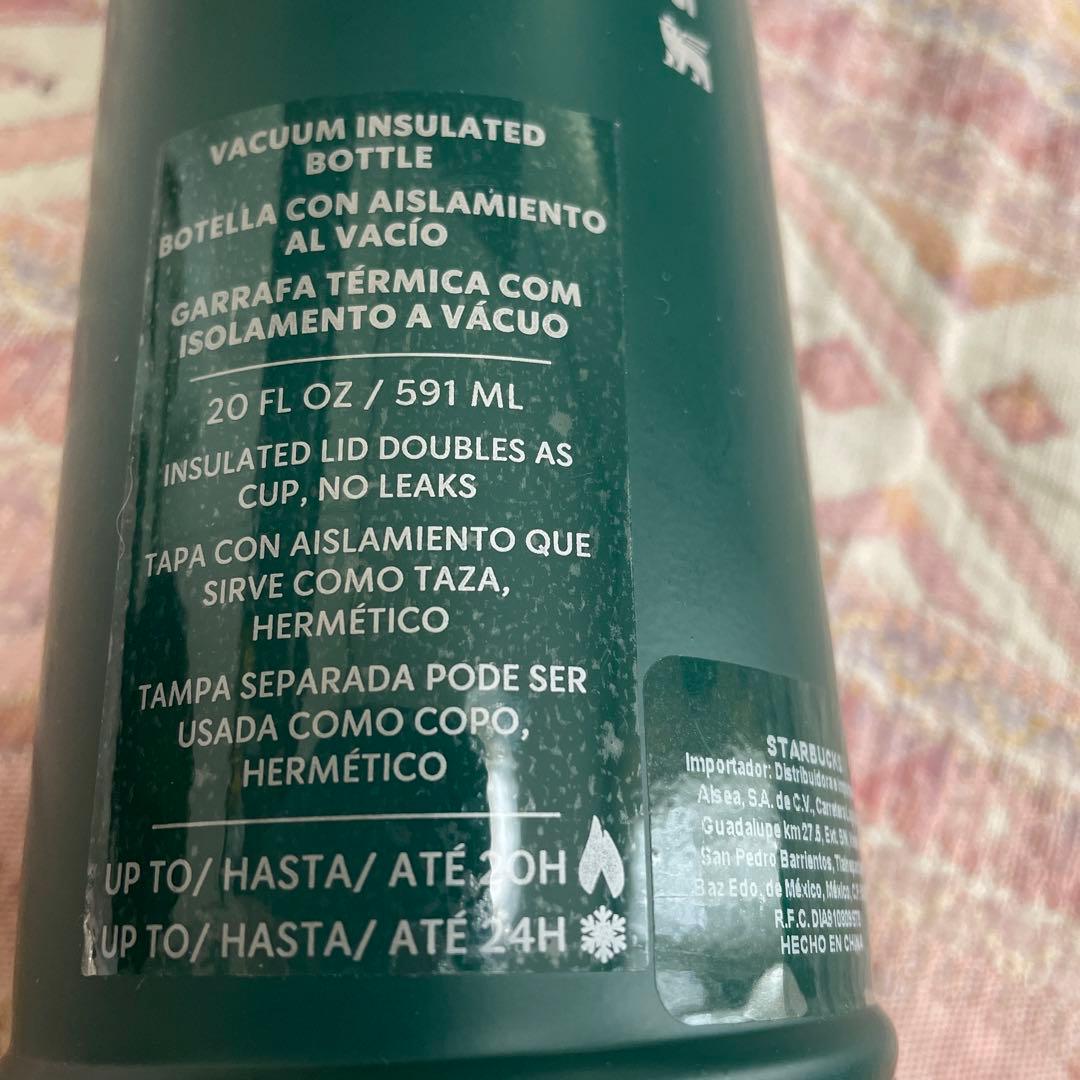 VACUUM INSULATED
BOTTLE
BOTELLA CON AISLAMIENTO
AL VACÍO
GARRAFA TÉRMICA COM
ISOLAMENTO A VÁCUO
20 FL OZ / 591 ML
INSULATED LID DOUBLES AS
CUP, NO LEAKS
TAPA CON AISLAMIENTO QUE
SIRVE COMO TAZA,
HERMÉTICO
TAMPA SEPARADA PODE SER
USADA COMO COPO,
HERMÉTICO
UP TO/ HASTA/ ATÉ 20H
UP TO/ HASTA/ ATÉ 24H
STARBUCKS
Importador: Distribuidora e
Alsea, S.A. de C.V., Carretera
Guadalupe km 27.5, Ext. SN
San Pedro Barrientos,
Baz Edo, de México, México, C.P
R.F.C.
HECHO EN CHINA